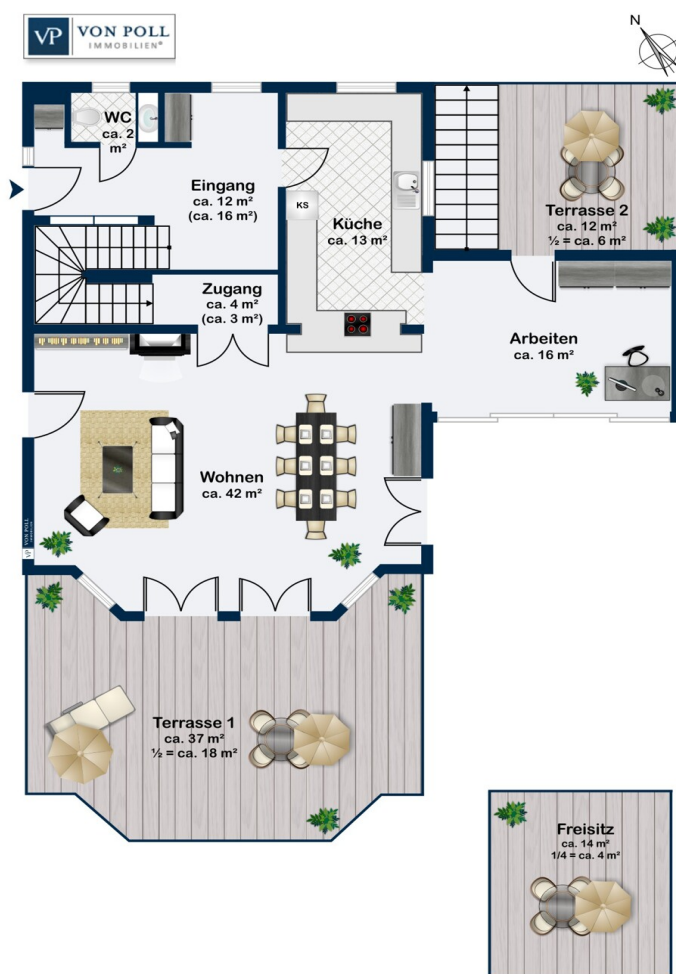 VP VON POLL
IMMOBILIEN®
N
WC
ca. 2
m²
Eingang
ca. 12 m²
(ca. 16 m²)
KS
Küche
ca. 13 m²
Terrasse 2
ca. 12 m²
½ = ca. 6 m²
Zugang
ca. 4 m²
(ca. 3 m²)
Arbeiten
ca. 16 m²
Wohnen
ca. 42 m²
VP VON POLL
IMMOBILIEN
Terrasse 1
ca. 37 m²
½ = ca. 18 m²
Freisitz
ca. 14 m²
1/4 = ca. 4 m²